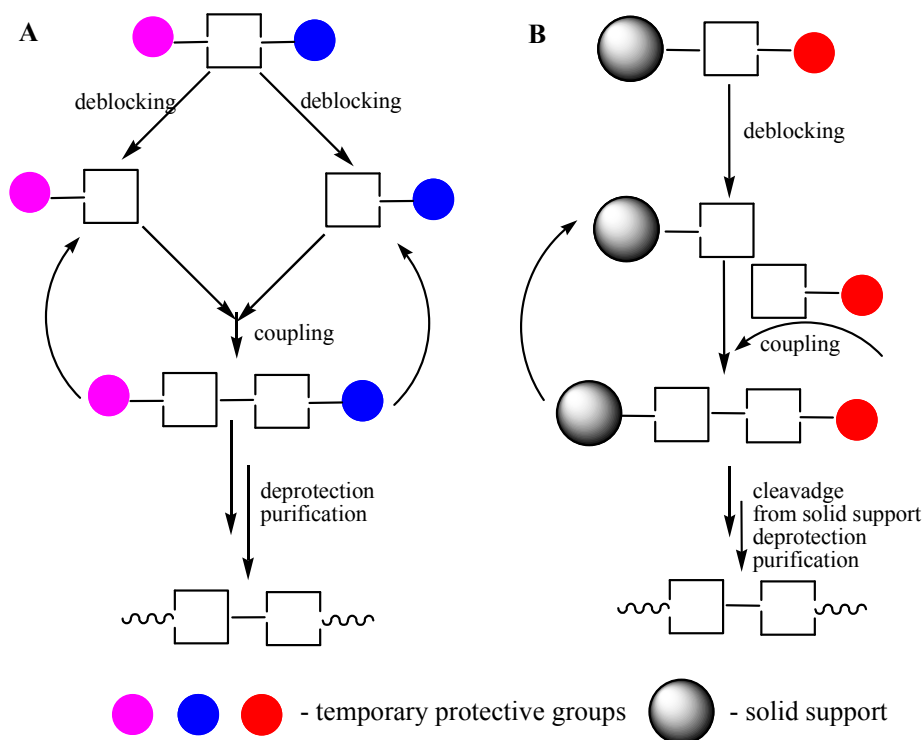 A
deblocking
deblocking
coupling
deprotection
purification
B
deblocking
coupling
cleavadge
from solid support
deprotection
purification
- temporary protective groups
- solid support